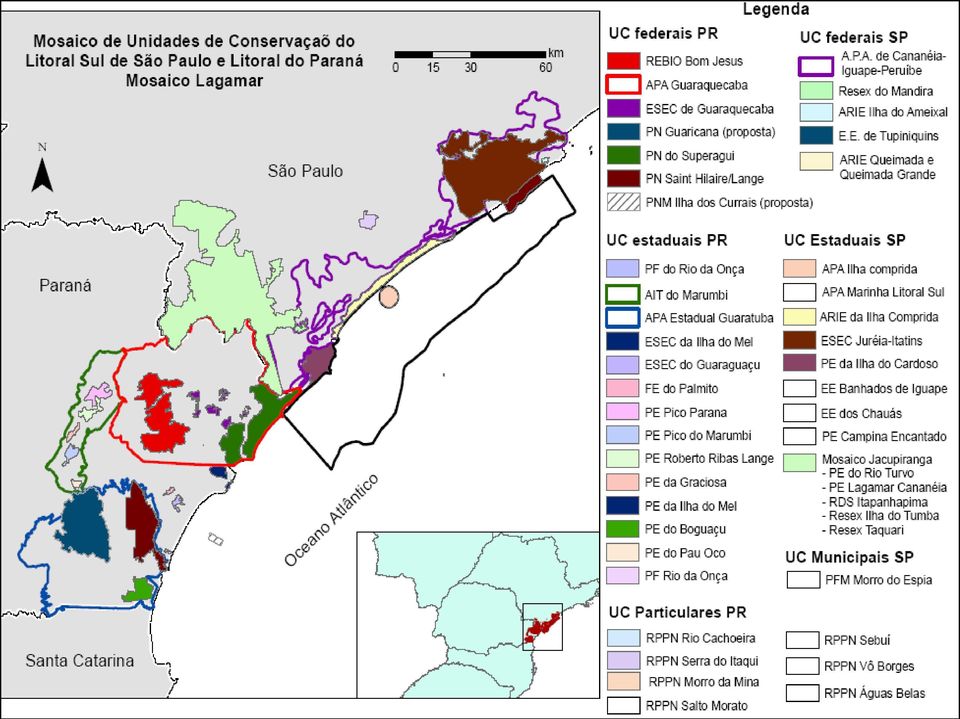 Mosaico de Unidades de Conservaçaõ do
Litoral Sul de São Paulo e Litoral do Paraná
Mosaico Lagamar
km
0 15 30 60
N
São Paulo
Paraná
Santa Catarina
Oceano Atlântico
Legenda
UC federais PR
REBIO Bom Jesus
APA Guaraquecaba
ESEC de Guaraquecaba
PN Guaricana (proposta)
PN do Superagui
PN Saint Hilaire/Lange
PNM Ilha dos Currais (proposta)
UC federais SP
A.P.A. de Cananéia-
Iguape-Peruíbe
Resex do Mandira
ARIE Ilha do Ameixal
E.E. de Tupiniquins
ARIE Queimada e
Queimada Grande
UC estaduais PR
PF do Rio da Onça
AIT do Marumbi
APA Estadual Guaratuba
ESEC da Ilha do Mel
ESEC do Guaraguaçu
FE do Palmito
PE Pico Parana
PE Pico do Marumbi
PE Roberto Ribas Lange
PE da Graciosa
PE da Ilha do Mel
PE do Boguaçu
PE do Pau Oco
PF Rio da Onça
UC Estaduais SP
APA Ilha comprida
APA Marinha Litoral Sul
ARIE da Ilha Comprida
ESEC Juréia-Itatins
PE da Ilha do Cardoso
EE Banhados de Iguape
EE dos Chauás
PE Campina Encantado
Mosaico Jacupiranga
- PE do Rio Turvo
- PE Lagamar Cananéia
- RDS Itapanhapima
- Resex Ilha do Tumba
- Resex Taquari
UC Municipais SP
PFM Morro do Espia
UC Particulares PR
RPPN Rio Cachoeira
RPPN Serra do Itaqui
RPPN Morro da Mina
RPPN Salto Morato
RPPN Sebuí
RPPN Vô Borges
RPPN Águas Belas